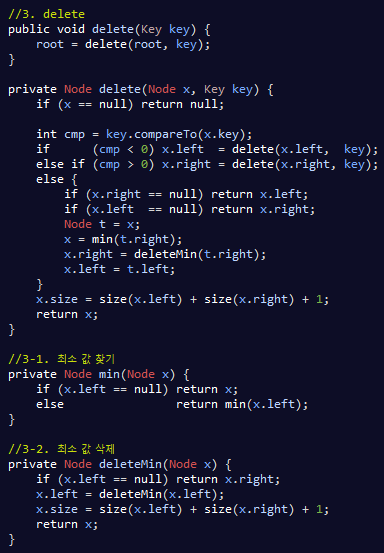 //3. delete
public void delete(Key key) {
    root = delete(root, key);
}

private Node delete(Node x, Key key) {
    if (x == null) return null;

    int cmp = key.compareTo(x.key);
    if      (cmp < 0) x.left  = delete(x.left,  key);
    else if (cmp > 0) x.right = delete(x.right, key);
    else {
        if (x.right == null) return x.left;
        if (x.left  == null) return x.right;
        Node t = x;
        x = min(t.right);
        x.right = deleteMin(t.right);
        x.left = t.left;
    }
    x.size = size(x.left) + size(x.right) + 1;
    return x;
}

//3-1. 최소 값 찾기
private Node min(Node x) {
    if (x.left == null) return x;
    else                return min(x.left);
}

//3-2. 최소 값 삭제
private Node deleteMin(Node x) {
    if (x.left == null) return x.right;
    x.left = deleteMin(x.left);
    x.size = size(x.left) + size(x.right) + 1;
    return x;
}